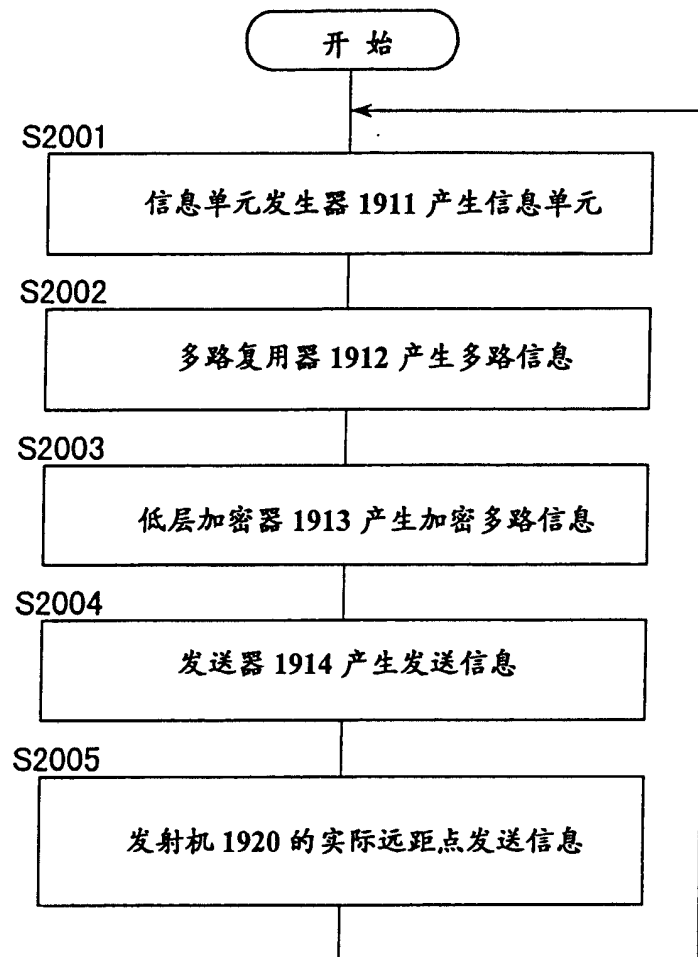 开始
S2001
信息单元发生器 1911 产生信息单元
S2002
多路复用器 1912 产生多路信息
S2003
低层加密器 1913 产生加密多路信息
S2004
发送器 1914 产生发送信息
S2005
发射机 1920 的实际远距点发送信息